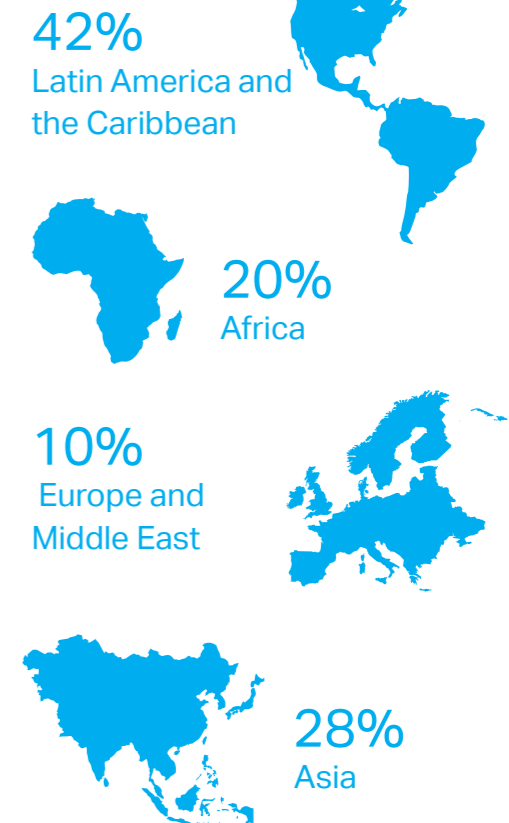 42%
Latin America and
the Caribbean
20%
Africa
10%
Europe and
Middle East
28%
Asia